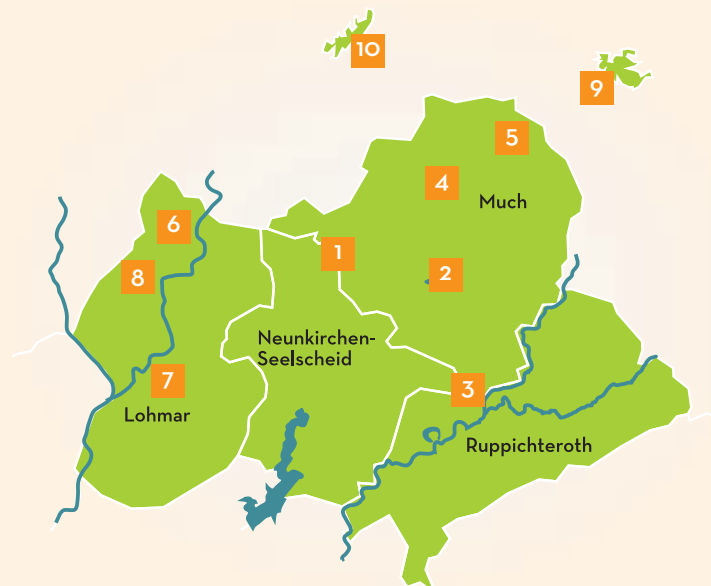 10
9
5
4
Much
6
1
8
2
Neunkirchen-
Seelscheid
7
3
Lohmar
Ruppichteroth